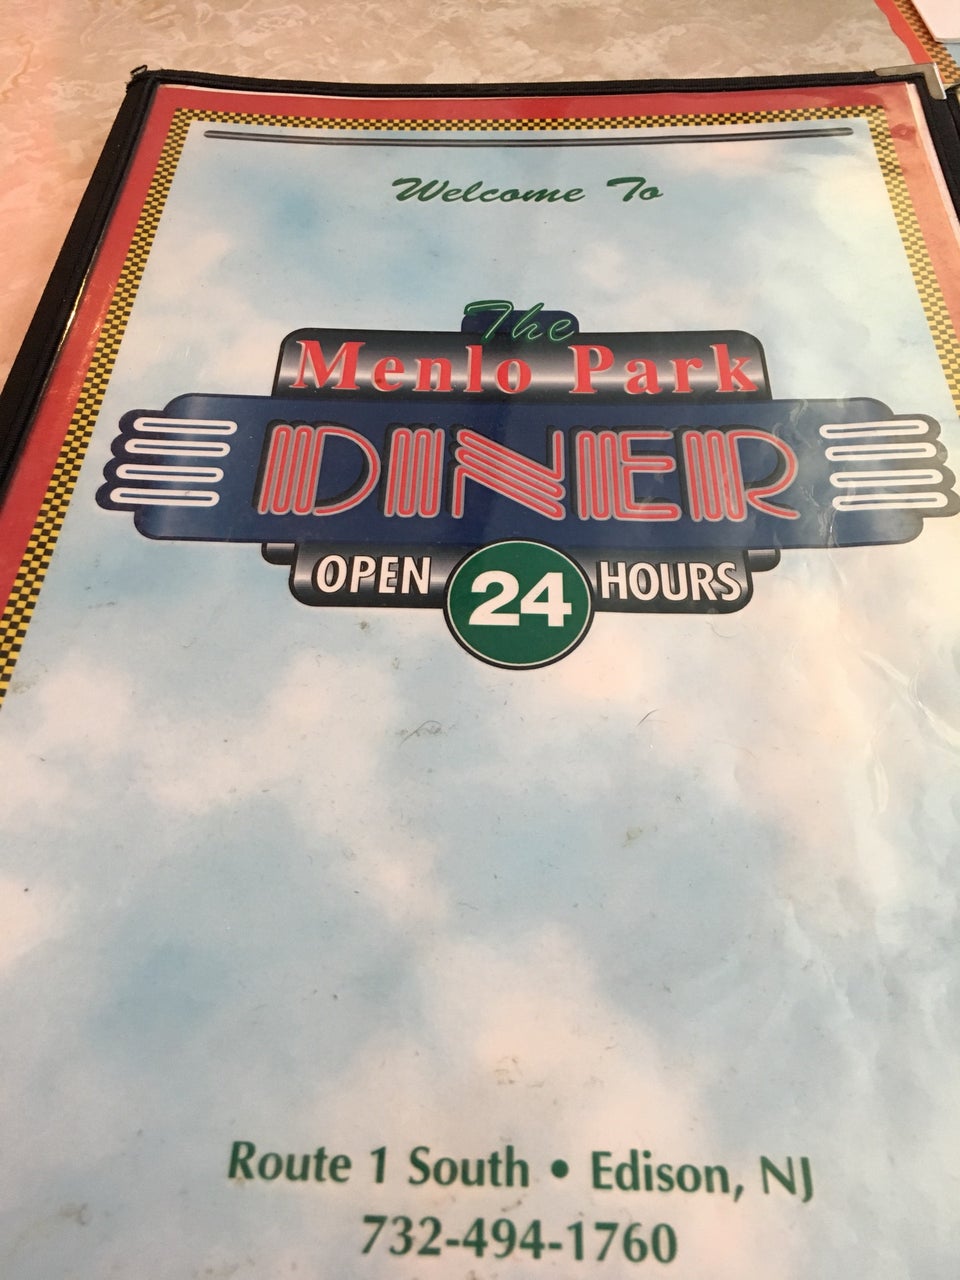 Welcome To
The
Menlo Park
DINER
OPEN 24 HOURS
Route 1 South • Edison, NJ
732-494-1760